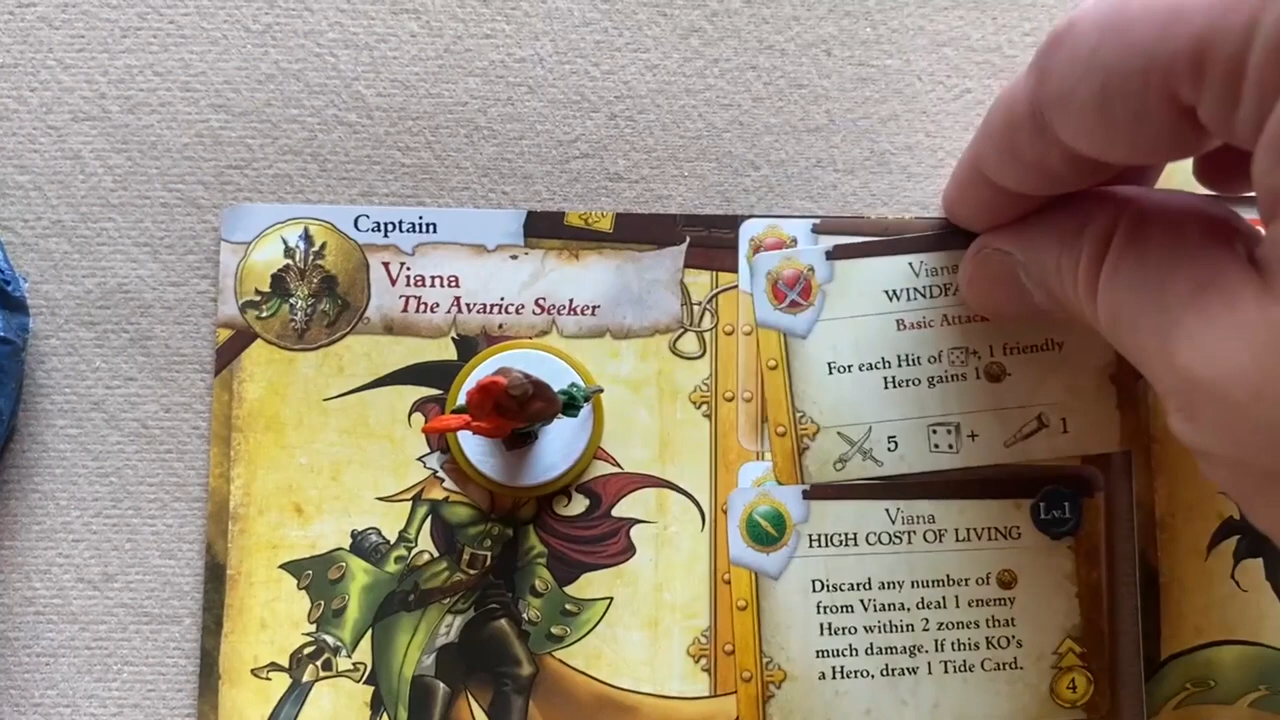 Captain
Viana
The Avarice Seeker
Basic Attack
For each Hit of +, 1 friendly
Hero gains 1 .
5 + 1
Viana
HIGH COST OF LIVING
Lv.1
Discard any number of
from Viana, deal 1 enemy
Hero within 2 zones that
much damage. If this KO's
a Hero, draw 1 Tide Card.
4